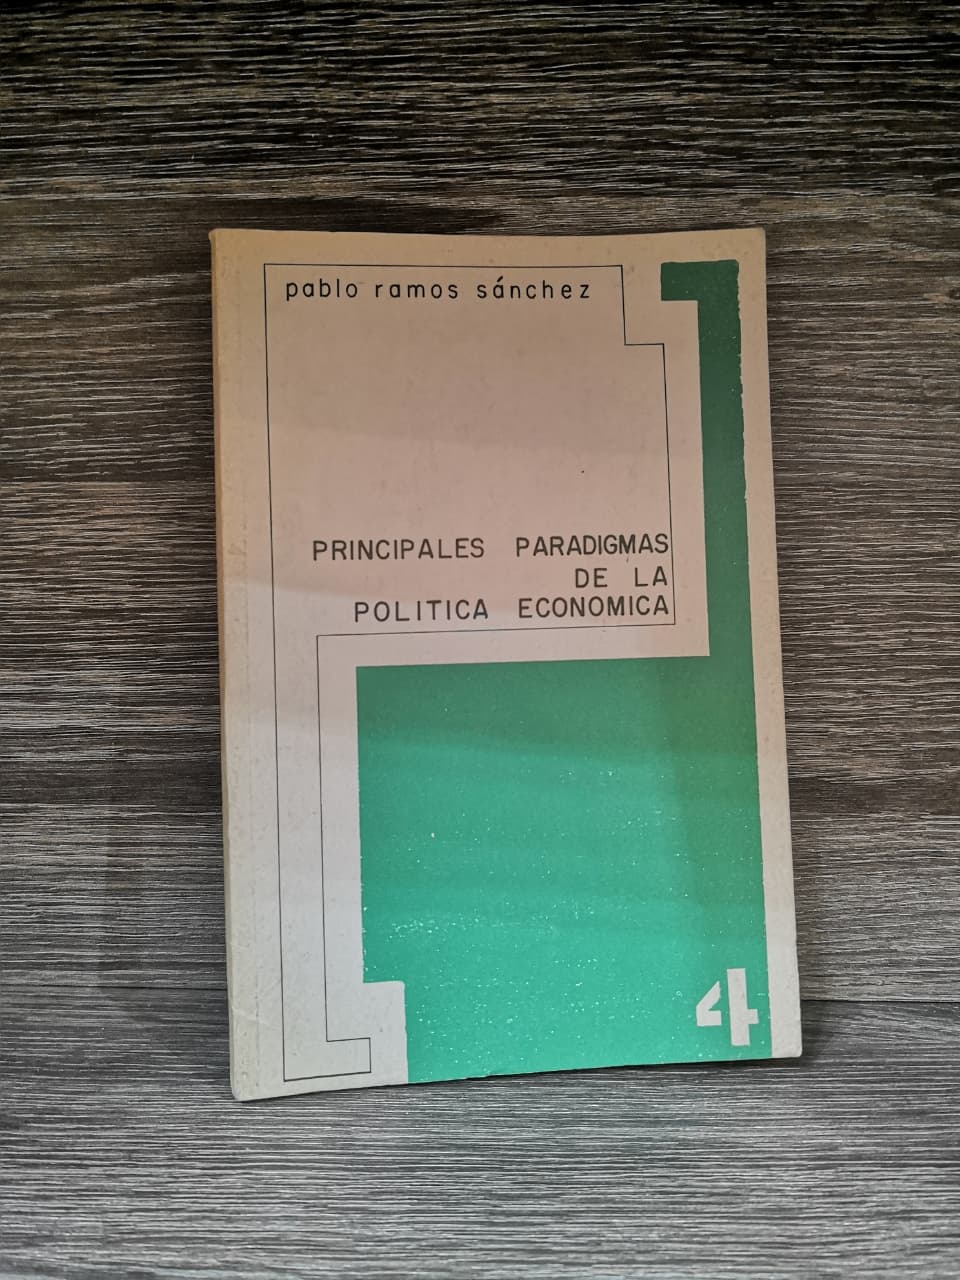 pablo ramos sánchez
PRINCIPALES PARADIGMAS
DE LA
POLITICA ECONOMICA
4